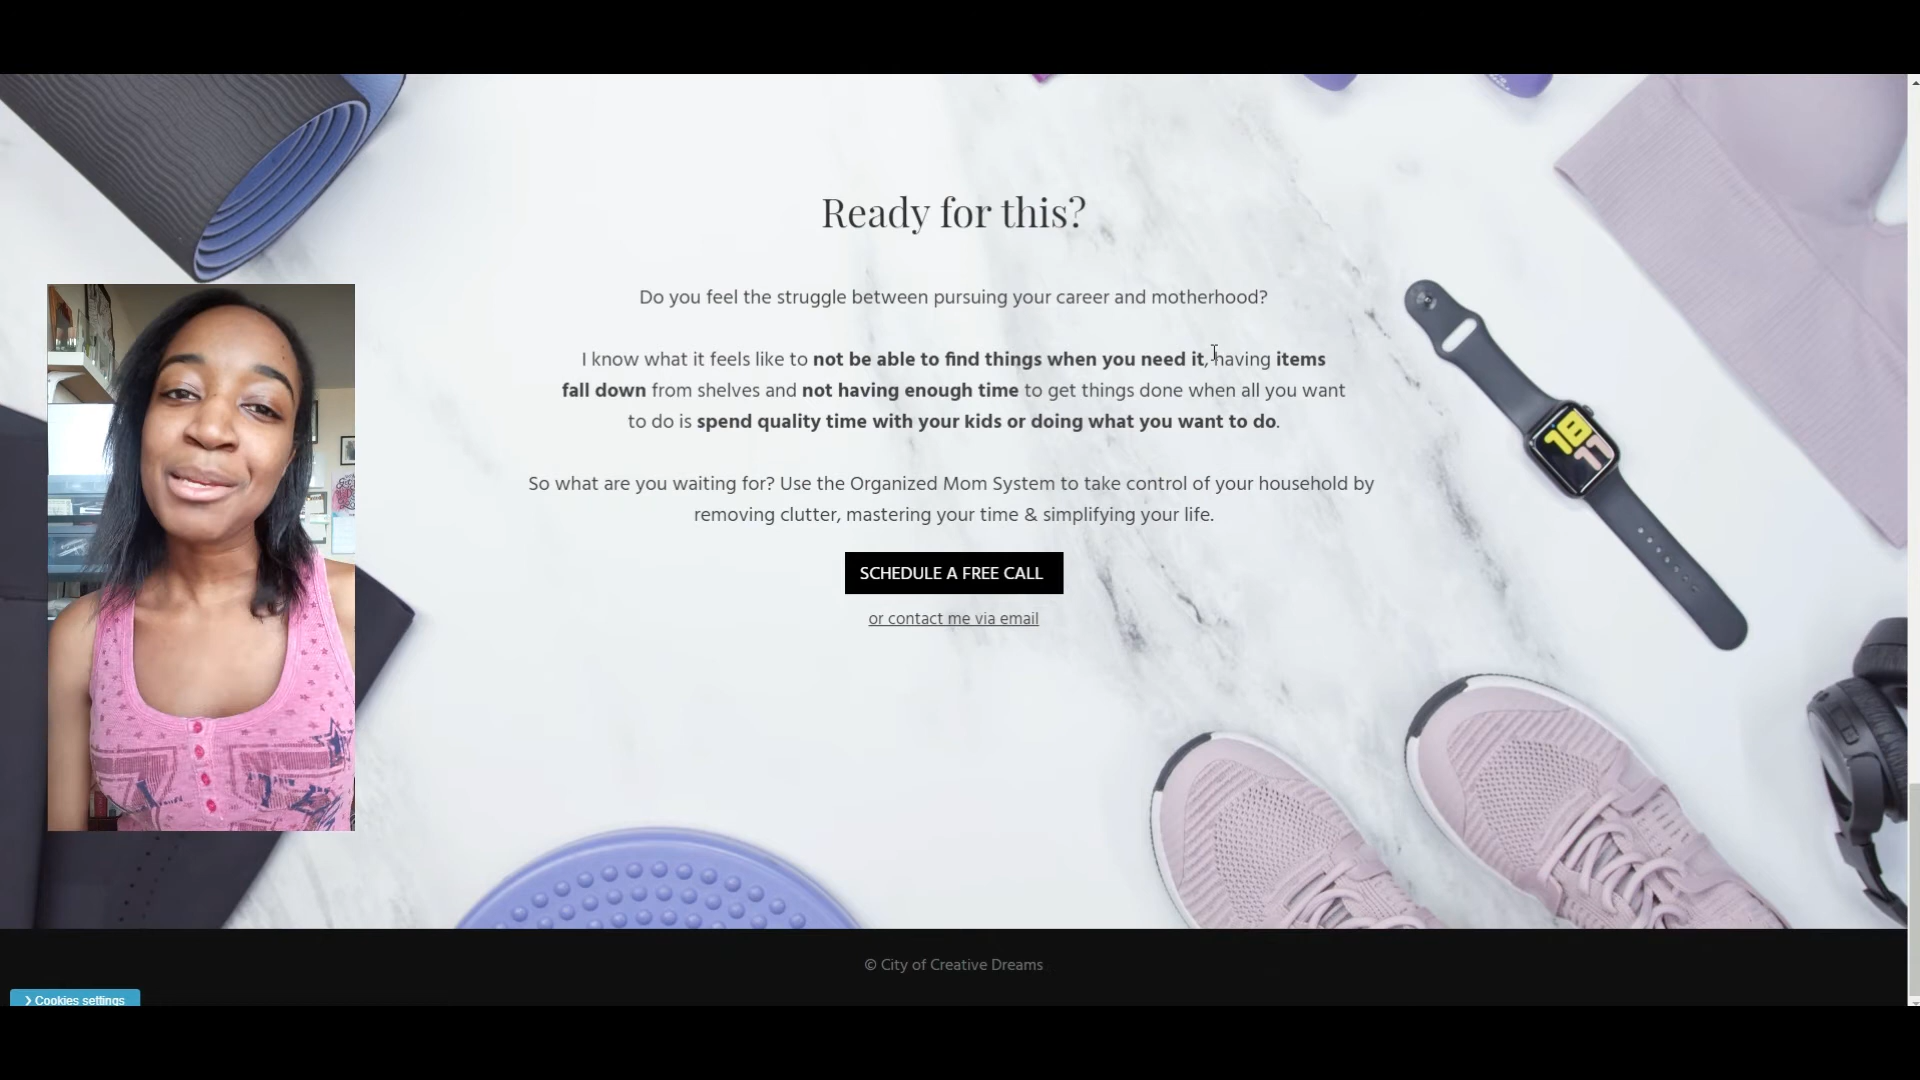 Ready for this?
Do you feel the struggle between pursuing your career and motherhood?
I know what it feels like to not be able to find things when you need it, having items
fall down from shelves and not having enough time to get things done when all you want
to do is spend quality time with your kids or doing what you want to do.
So what are you waiting for? Use the Organized Mom System to take control of your household by
removing clutter, mastering your time & simplifying your life.
SCHEDULE A FREE CALL
or contact me via email
18
11
© City of Creative Dreams
❯ Cookies settings